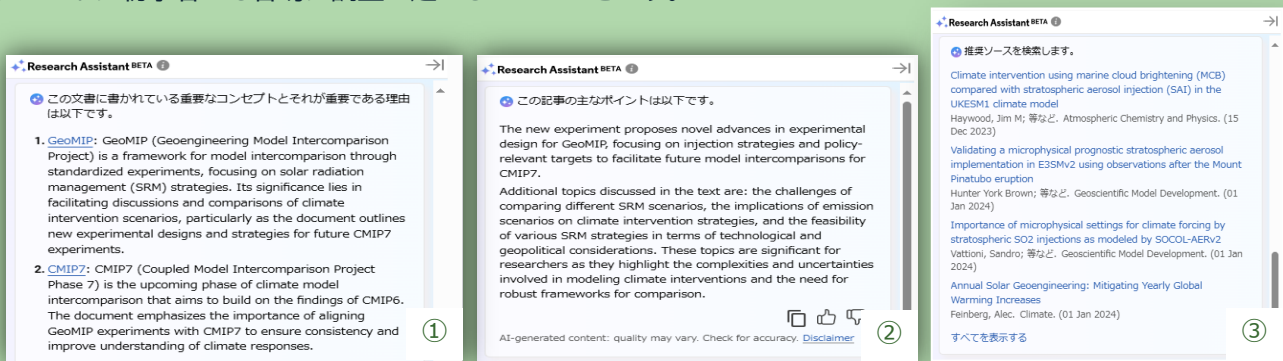 Research Assistant BETA
この文書に書かれている重要なコンセプトとそれが重要である理由
は以下です。
1. GeoMIP: GeoMIP (Geoengineering Model Intercomparison
Project) is a framework for model intercomparison through
standardized experiments, focusing on solar radiation
management (SRM) strategies. Its significance lies in
facilitating discussions and comparisons of climate
intervention scenarios, particularly as the document outlines
new experimental designs and strategies for future CMIP7
experiments.
2. CMIP7: CMIP7 (Coupled Model Intercomparison Project
Phase 7) is the upcoming phase of climate model
intercomparison that aims to build on the findings of CMIP6.
The document emphasizes the importance of aligning
GeoMIP experiments with CMIP7 to ensure consistency and
improve understanding of climate responses.
①
Research Assistant BETA
この記事の主なポイントは以下です。
The new experiment proposes novel advances in experimental
design for GeoMIP, focusing on injection strategies and policy-
relevant targets to facilitate future model intercomparisons for
CMIP7.
Additional topics discussed in the text are: the challenges of
comparing different SRM scenarios, the implications of emission
scenarios on climate intervention strategies, and the feasibility
of various SRM strategies in terms of technological and
geopolitical considerations. These topics are significant for
researchers as they highlight the complexities and uncertainties
involved in modeling climate interventions and the need for
robust frameworks for comparison.
AI-generated content: quality may vary. Check for accuracy. Disclaimer
②
Research Assistant BETA
推奨ソースを検索します。
Climate intervention using marine cloud brightening (MCB)
compared with stratospheric aerosol injection (SAI) in the
UKESM1 climate model
Haywood, Jim M; 等など. Atmospheric Chemistry and Physics. (15
Dec 2023)
Validating a microphysical prognostic stratospheric aerosol
implementation in E3SMv2 using observations after the Mount
Pinatubo eruption
Hunter York Brown; 等など. Geoscientific Model Development. (01
Jan 2024)
Importance of microphysical settings for climate forcing by
stratospheric SO2 injections as modeled by SOCOL-AERv2
Vattioni, Sandro; 等など. Geoscientific Model Development. (01 Jan
2024)
Annual Solar Geoengineering: Mitigating Yearly Global
Warming Increases
Feinberg, Alec. Climate. (01 Jan 2024)
すべてを表示する
③